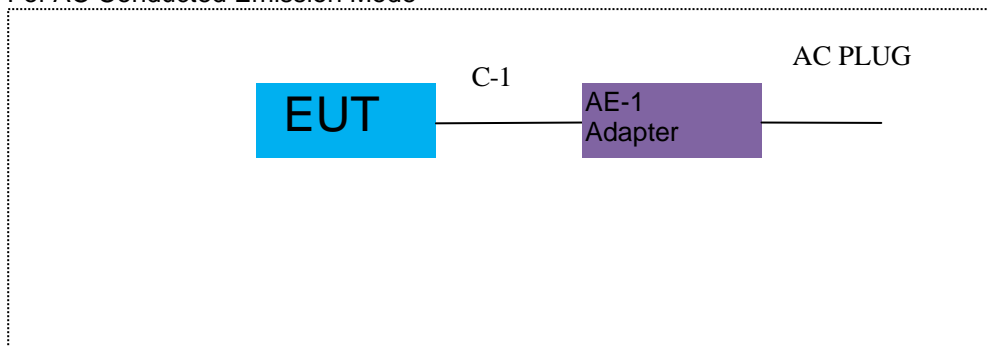 For AC Conducted Emission Mode
AC PLUG
C-1
EUT
AE-1
Adapter